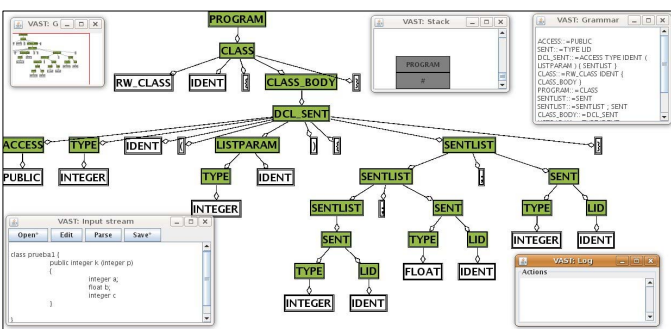 PROGRAM
CLASS
RW_CLASS IDENT { CLASS_BODY }
DCL_SENT
ACCESS TYPE IDENT ( LISTPARAM ) { SENTLIST }
PUBLIC INTEGER TYPE IDENT SENTLIST ; SENT
INTEGER SENTLIST ; SENT TYPE LID
SENT TYPE LID INTEGER IDENT
TYPE LID FLOAT IDENT
INTEGER IDENT
VAST: G
VAST: Stack
PROGRAM
#
VAST: Grammar
ACCESS::=PUBLIC
SENT::=TYPE LID
DCL_SENT::=ACCESS TYPE IDENT (
LISTPARAM ) { SENTLIST }
CLASS::=RW_CLASS IDENT {
CLASS_BODY }
PROGRAM::=CLASS
SENTLIST::=SENT
SENTLIST::=SENTLIST ; SENT
CLASS_BODY::=DCL_SENT
VAST: Input stream
Open* Edit Parse Save*
class prueba1 {
public integer k (integer p)
{
integer a;
float b;
integer c
}
}
VAST: Log
Actions